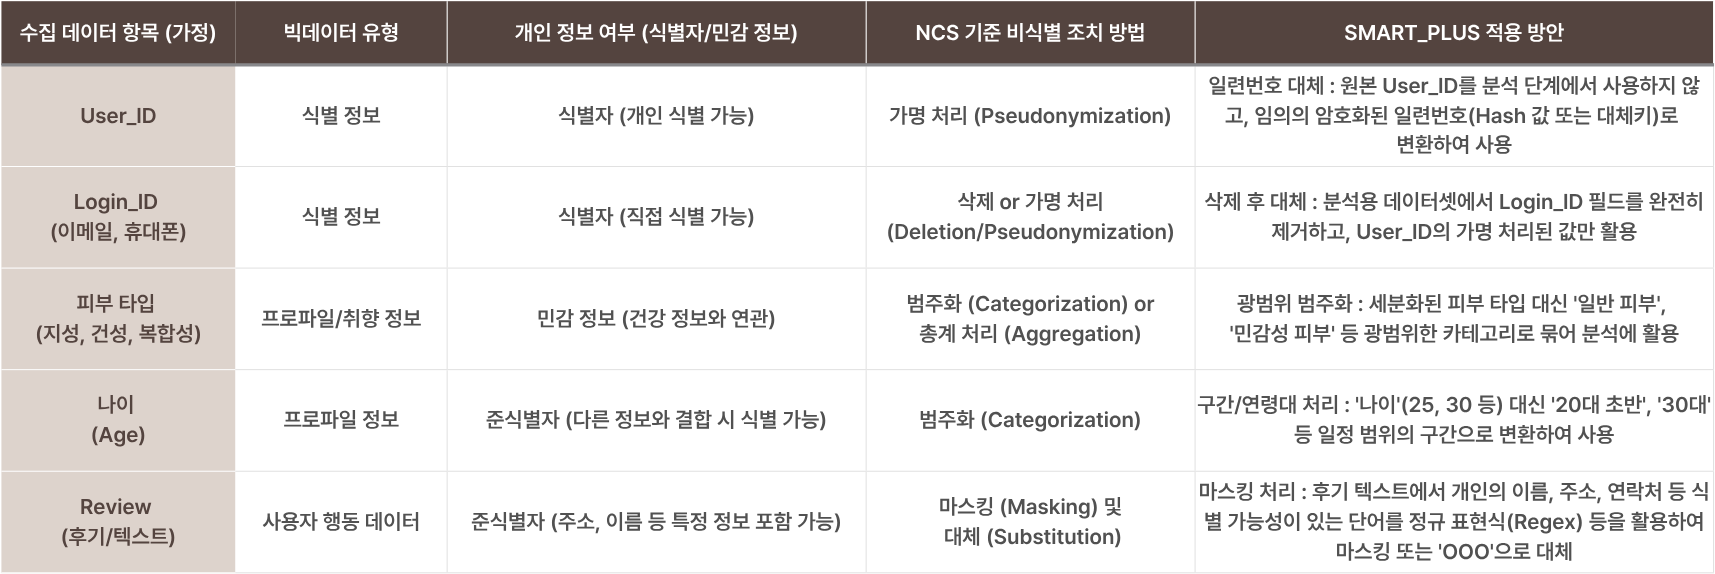 수집 데이터 항목 (가정)
빅데이터 유형
개인 정보 여부 (식별자/민감 정보)
NCS 기준 비식별 조치 방법
SMART_PLUS 적용 방안
User_ID
식별 정보
식별자 (개인 식별 가능)
가명 처리 (Pseudonymization)
일련번호 대체 : 원본 User_ID를 분석 단계에서 사용하지 않
고, 임의의 암호화된 일련번호(Hash 값 또는 대체키)로
변환하여 사용
Login_ID
(이메일, 휴대폰)
식별 정보
식별자 (직접 식별 가능)
삭제 or 가명 처리
(Deletion/Pseudonymization)
삭제 후 대체 : 분석용 데이터셋에서 Login_ID 필드를 완전히
제거하고, User_ID의 가명 처리된 값만 활용
피부 타입
(지성, 건성, 복합성)
프로파일/취향 정보
민감 정보 (건강 정보와 연관)
범주화 (Categorization) or
총계 처리 (Aggregation)
광범위 범주화 : 세분화된 피부 타입 대신 '일반 피부',
'민감성 피부' 등 광범위한 카테고리로 묶어 분석에 활용
나이
(Age)
프로파일 정보
준식별자 (다른 정보와 결합 시 식별 가능)
범주화 (Categorization)
구간/연령대 처리 : '나이'(25, 30 등) 대신 '20대 초반', '30대'
등 일정 범위의 구간으로 변환하여 사용
Review
(후기/텍스트)
사용자 행동 데이터
준식별자 (주소, 이름 등 특정 정보 포함 가능)
마스킹 (Masking) 및
대체 (Substitution)
마스킹 처리 : 후기 텍스트에서 개인의 이름, 주소, 연락처 등 식
별 가능성이 있는 단어를 정규 표현식(Regex) 등을 활용하여
마스킹 또는 'OOO'으로 대체